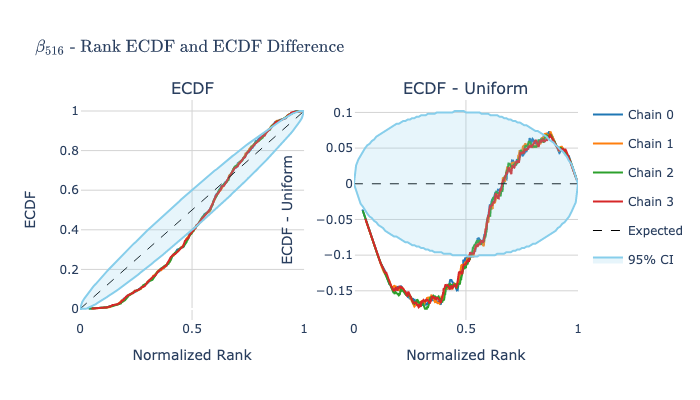 β516 - Rank ECDF and ECDF Difference
ECDF
ECDF
1
0.8
0.6
0.4
0.2
0
0
0.5
1
Normalized Rank
ECDF - Uniform
ECDF - Uniform
0.1
0.05
0
−0.05
−0.1
−0.15
0
0.5
1
Normalized Rank
Chain 0
Chain 1
Chain 2
Chain 3
Expected
95% CI